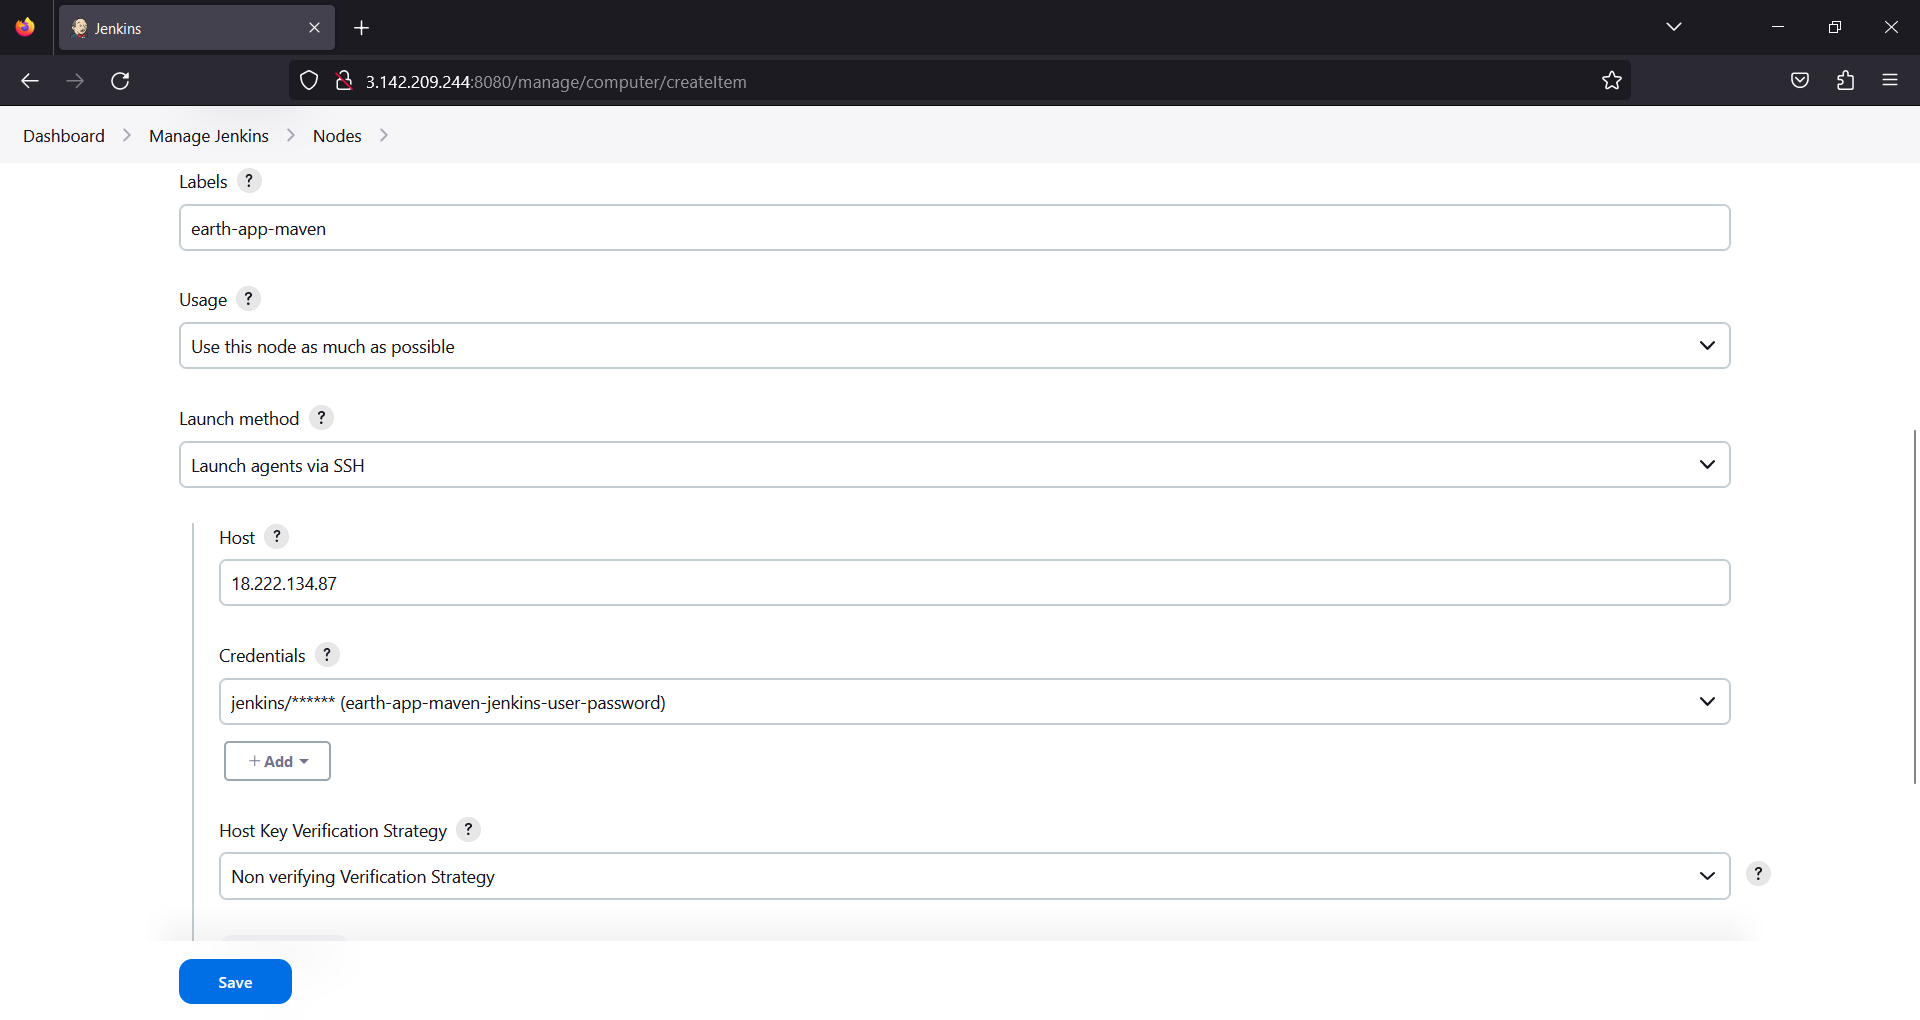 Jenkins
3.142.209.244:8080/manage/computer/createItem
Dashboard > Manage Jenkins > Nodes >
Labels ?
earth-app-maven
Usage ?
Use this node as much as possible
Launch method ?
Launch agents via SSH
Host ?
18.222.134.87
Credentials ?
jenkins/****** (earth-app-maven-jenkins-user-password)
+ Add
Host Key Verification Strategy ?
Non verifying Verification Strategy ?
Save